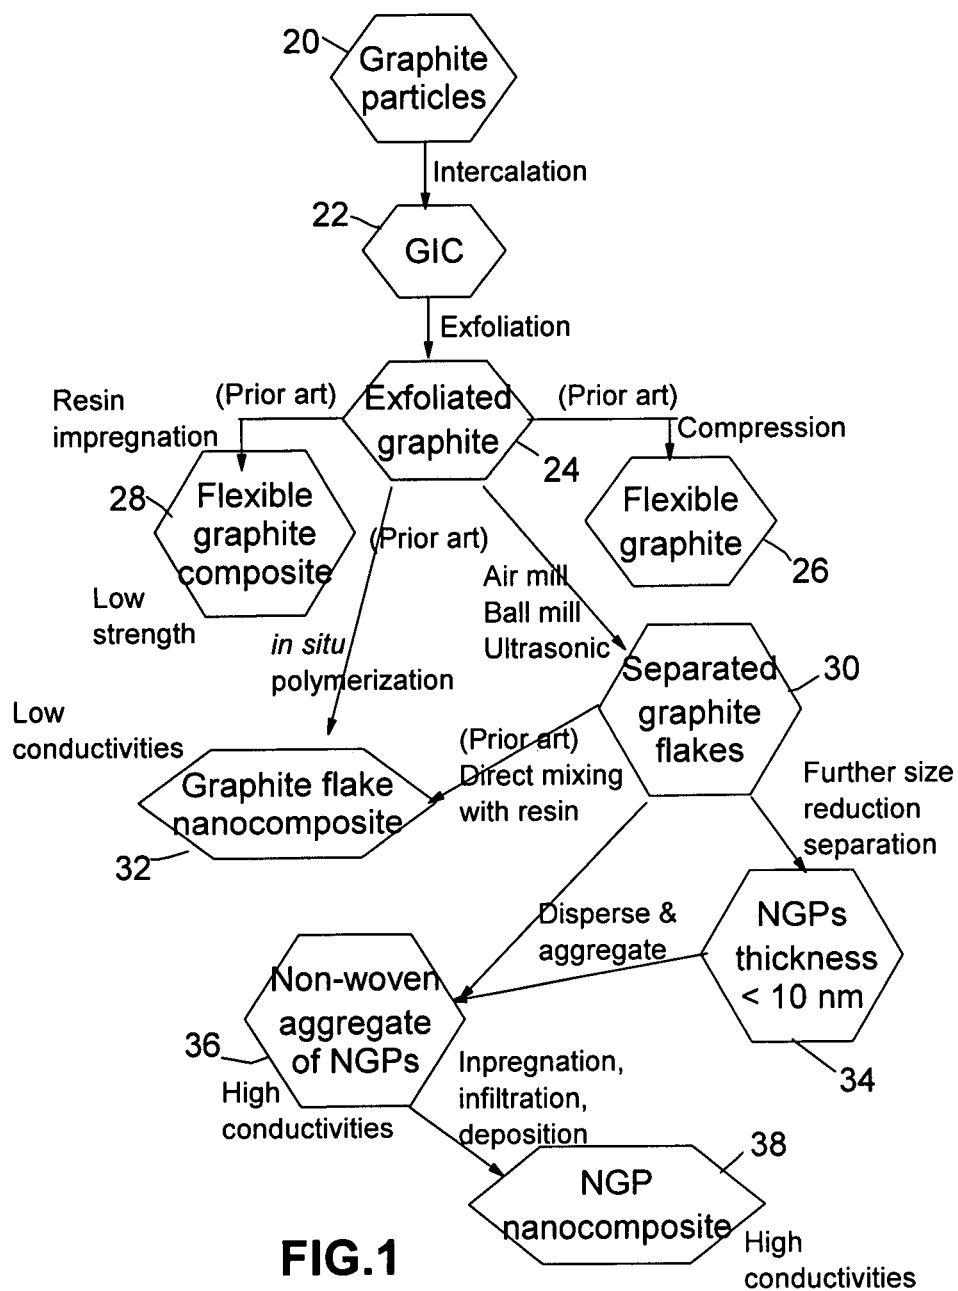 20
Graphite
particles
Intercalation
22
GIC
Exfoliation
Resin
impregnation
(Prior art)
Exfoliated
graphite
24
(Prior art)
Compression
28
Flexible
graphite
composite
Low
strength
(Prior art)
Air mill
Ball mill
Ultrasonic
Flexible
graphite
26
in situ
polymerization
Separated
graphite
flakes
30
Low
conductivities
(Prior art)
Direct mixing
with resin
Graphite flake
nanocomposite
32
Further size
reduction
separation
Disperse &
aggregate
NGPs
thickness
< 10 nm
34
Non-woven
aggregate
of NGPs
36
High
conductivities
Inpregnation,
infiltration,
deposition
38
NGP
nanocomposite
High
conductivities
FIG.1